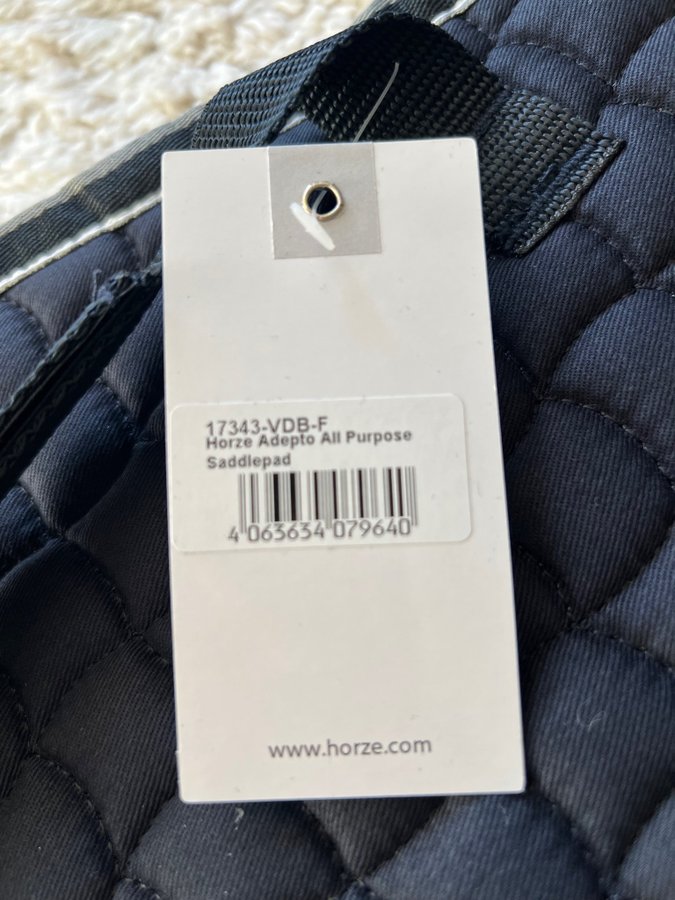 17343-VDB-F
Horze Adepto All Purpose
Saddlepad
4 063634 079640
www.horze.com